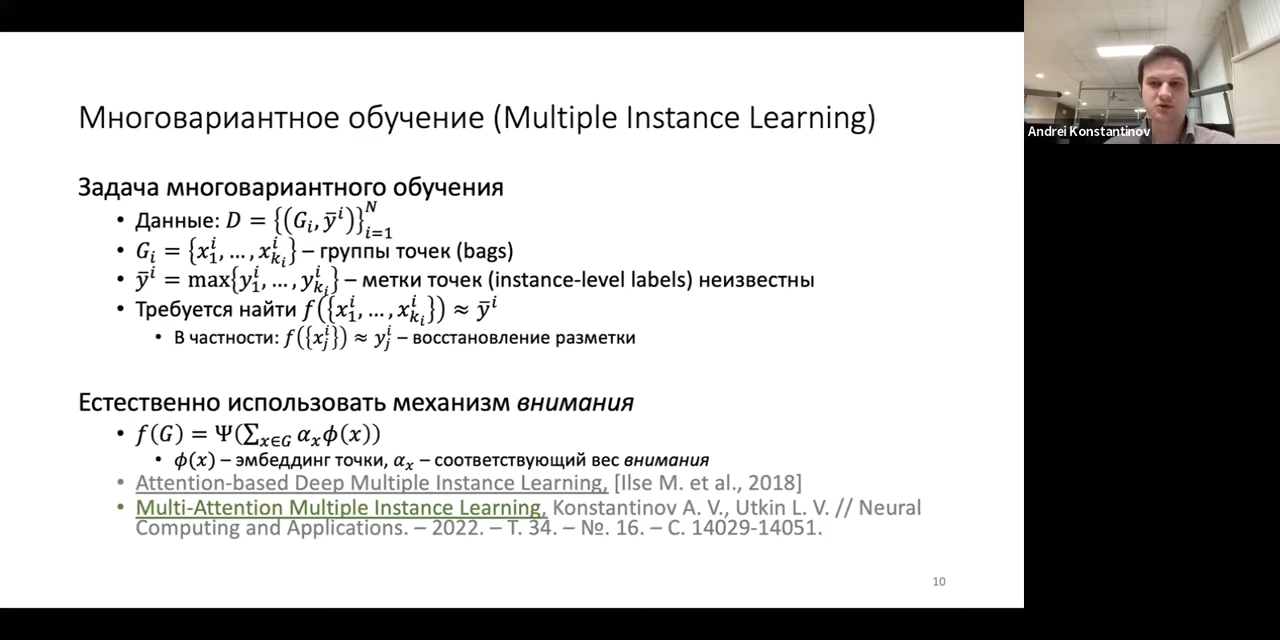 Многовариантное обучение (Multiple Instance Learning)
Andrei Konstantinov
Задача многовариантного обучения
• Данные: D = {(G_i, ȳ^i)}_{i=1}^N
• G_i = {x_1^i, …, x_{k_i}^i} – группы точек (bags)
• ȳ^i = max{y_1^i, …, y_{k_i}^i} – метки точек (instance-level labels) неизвестны
• Требуется найти f({x_1^i, …, x_{k_i}^i}) ≈ ȳ^i
• В частности: f({x_j^i}) ≈ y_j^i – восстановление разметки
Естественно использовать механизм внимания
• f(G) = Ψ(∑_{x∈G} α_x ϕ(x))
• ϕ(x) – эмбеддинг точки, α_x – соответствующий вес внимания
• Attention-based Deep Multiple Instance Learning, [Ilse M. et al., 2018]
• Multi-Attention Multiple Instance Learning, Konstantinov A. V., Utkin L. V. // Neural
Computing and Applications. – 2022. – Т. 34. – №. 16. – С. 14029-14051.
10